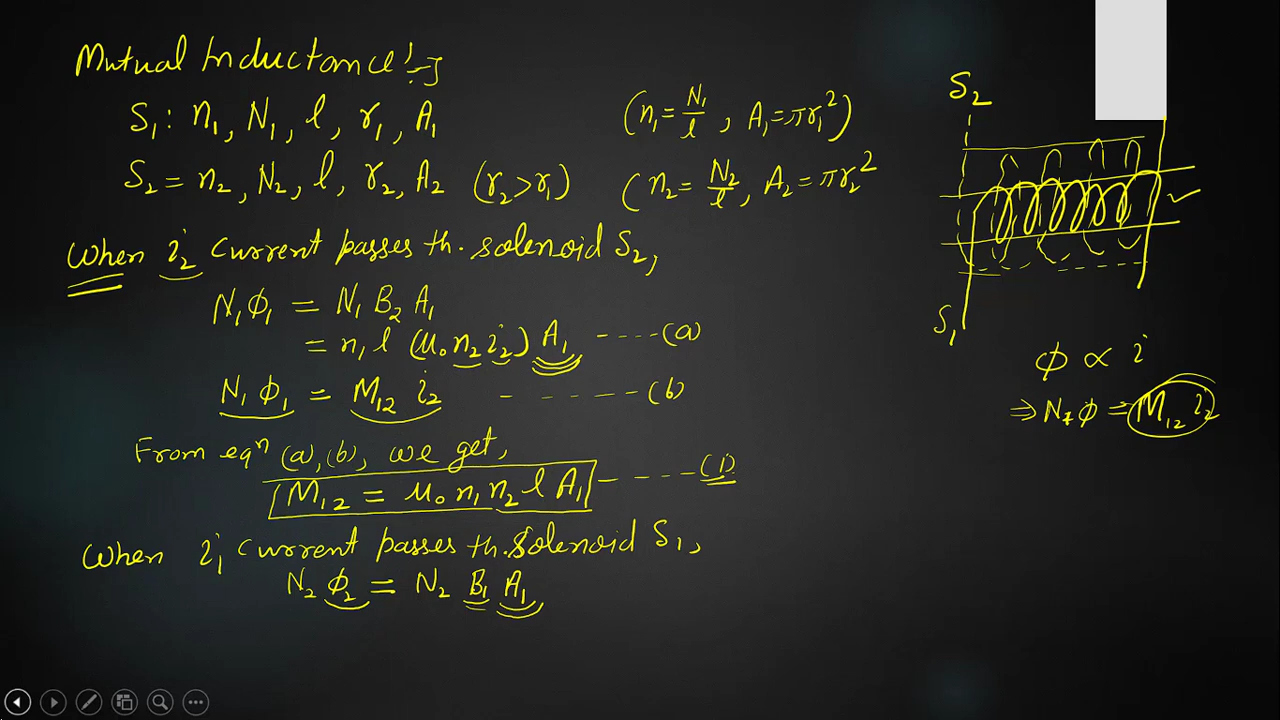 Mutual Inductance :-
S₁ : n₁, N₁, l, r₁, A₁ (n₁ = N₁/l, A₁ = πr₁²)
S₂ = n₂, N₂, l, r₂, A₂ (r₂ > r₁) (n₂ = N₂/l, A₂ = πr₂²
When i₂ current passes th. solenoid S₂,
N₁ϕ₁ = N₁ B₂ A₁
= n₁ l (μ₀ n₂ i₂) A₁ ----(a)
N₁ ϕ₁ = M₁₂ i₂ ------(b)
From eqⁿ (a), (b), we get,
M₁₂ = μ₀ n₁ n₂ l A₁ -----(1)
When i₁ current passes th. solenoid S₁,
N₂ ϕ₂ = N₂ B₁ A₁
S₂
S₁
ϕ ∝ i
⇒ N₁ϕ = M₁₂ i₂